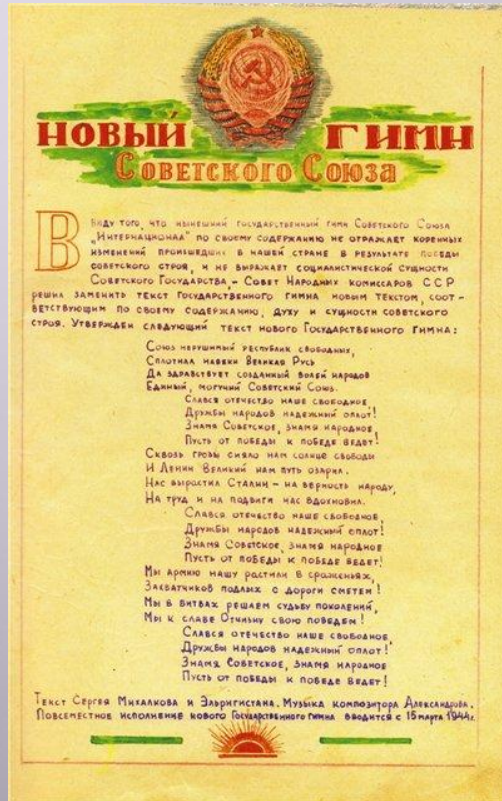 НОВЫЙ ГИМН
СОВЕТСКОГО СОЮЗА
ВВИДУ ТОГО, ЧТО НЫНЕШНИЙ ГОСУДАРСТВЕННЫЙ ГИМН СОВЕТСКОГО СОЮЗА
„ИНТЕРНАЦИОНАЛ" ПО СВОЕМУ СОДЕРЖАНИЮ НЕ ОТРАЖАЕТ КОРЕННЫХ
ИЗМЕНЕНИЙ ПРОИСШЕДШИХ В НАШЕЙ СТРАНЕ В РЕЗУЛЬТАТЕ ПОБЕДЫ
СОВЕТСКОГО СТРОЯ, И НЕ ВЫРАЖАЕТ СОЦИАЛИСТИЧЕСКОЙ СУЩНОСТИ
СОВЕТСКОГО ГОСУДАРСТВА, – СОВЕТ НАРОДНЫХ КОМИССАРОВ ССР
РЕШИЛ ЗАМЕНИТЬ ТЕКСТ ГОСУДАРСТВЕННОГО ГИМНА НОВЫМ ТЕКСТОМ, СООТ-
ВЕТСТВУЮЩИМ ПО СВОЕМУ СОДЕРЖАНИЮ, ДУХУ И СУЩНОСТИ СОВЕТСКОГО
СТРОЯ. УТВЕРЖДЕН СЛЕДУЮЩИЙ ТЕКСТ НОВОГО ГОСУДАРСТВЕННОГО ГИМНА:
СОЮЗ НЕРУШИМЫЙ РЕСПУБЛИК СВОБОДНЫХ,
СПЛОТИЛА НАВЕКИ ВЕЛИКАЯ РУСЬ
ДА ЗДРАВСТВУЕТ СОЗДАННЫЙ ВОЛЕЙ НАРОДОВ
ЕДИНЫЙ, МОГУЧИЙ СОВЕТСКИЙ СОЮЗ.
СЛАВСЯ ОТЕЧЕСТВО НАШЕ СВОБОДНОЕ
ДРУЖБЫ НАРОДОВ НАДЕЖНЫЙ ОПЛОТ!
ЗНАМЯ СОВЕТСКОЕ, ЗНАМЯ НАРОДНОЕ,
ПУСТЬ ОТ ПОБЕДЫ К ПОБЕДЕ ВЕДЕТ!
СКВОЗЬ ГРОЗЫ СИЯЛО НАМ СОЛНЦЕ СВОБОДЫ
И ЛЕНИН ВЕЛИКИЙ НАМ ПУТЬ ОЗАРИЛ.
НАС ВЫРАСТИЛ СТАЛИН – НА ВЕРНОСТЬ НАРОДУ,
НА ТРУД И НА ПОДВИГИ НАС ВДОХНОВИЛ.
СЛАВСЯ ОТЕЧЕСТВО НАШЕ СВОБОДНОЕ,
ДРУЖБЫ НАРОДОВ НАДЕЖНЫЙ ОПЛОТ!
ЗНАМЯ СОВЕТСКОЕ, ЗНАМЯ НАРОДНОЕ
ПУСТЬ ОТ ПОБЕДЫ К ПОБЕДЕ ВЕДЕТ!
МЫ АРМИЮ НАШУ РАСТИЛИ В СРАЖЕНЬЯХ,
ЗАХВАТЧИКОВ ПОДЛЫХ С ДОРОГИ СМЕТЕМ!
МЫ В БИТВАХ РЕШАЕМ СУДЬБУ ПОКОЛЕНИЙ,
МЫ К СЛАВЕ ОТЧИЗНУ СВОЮ ПОВЕДЕМ!
СЛАВСЯ ОТЕЧЕСТВО НАШЕ СВОБОДНОЕ,
ДРУЖБЫ НАРОДОВ НАДЕЖНЫЙ ОПЛОТ!
ЗНАМЯ СОВЕТСКОЕ, ЗНАМЯ НАРОДНОЕ
ПУСТЬ ОТ ПОБЕДЫ К ПОБЕДЕ ВЕДЕТ!
ТЕКСТ СЕРГЕЯ МИХАЛКОВА И ЭЛЬРИГИСТАНА. МУЗЫКА КОМПОЗИТОРА АЛЕКСАНДРОВА.
ПОВСЕМЕСТНОЕ ИСПОЛНЕНИЕ НОВОГО ГОСУДАРСТВЕННОГО ГИМНА ВВОДИТСЯ С 15 МАРТА 1944 г.